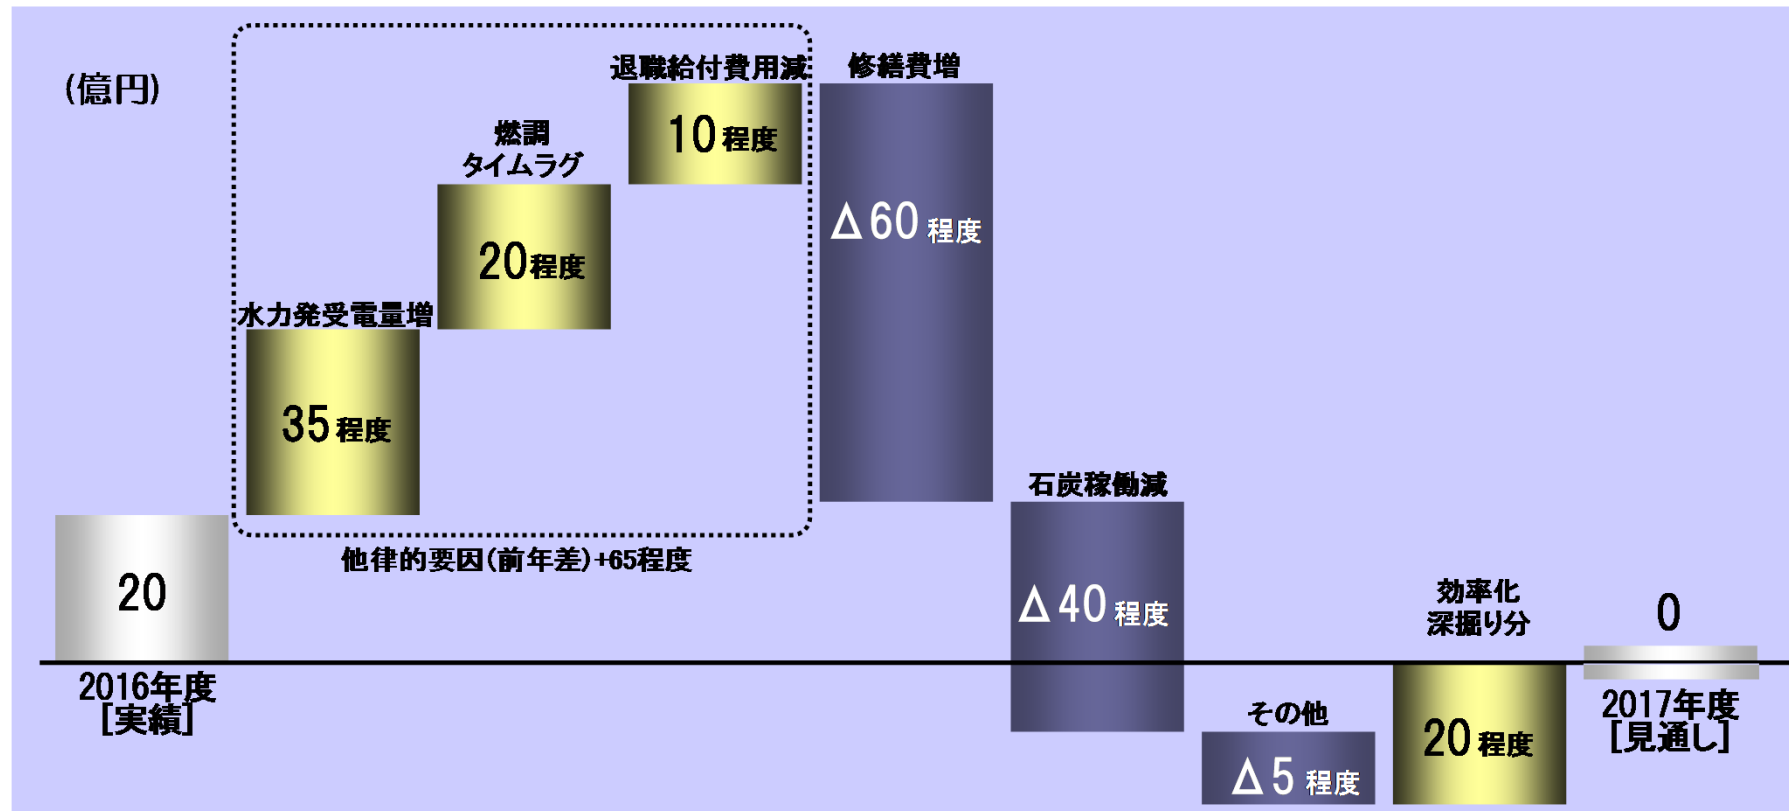 (億円)
退職給付費用減
10 程度
修繕費増
Δ60 程度
燃調
タイムラグ
20程度
水力発受電量増
35 程度
他律的要因(前年差)+65程度
20
2016年度
[実績]
石炭稼働減
Δ40 程度
その他
Δ5 程度
効率化
深掘り分
20 程度
0
2017年度
[見通し]